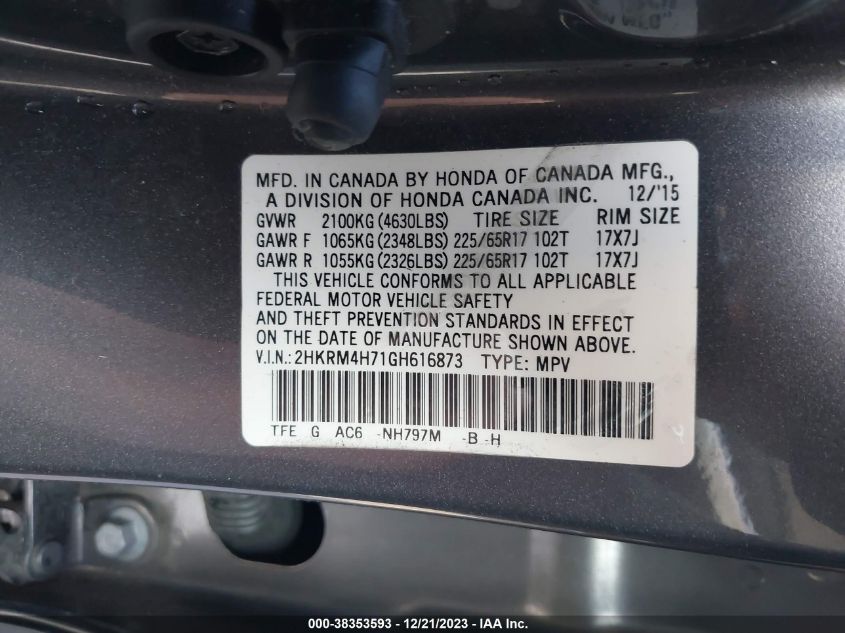 MFD. IN CANADA BY HONDA OF CANADA MFG.,
A DIVISION OF HONDA CANADA INC. 12/'15
GVWR 2100KG(4630LBS) TIRE SIZE RIM SIZE
GAWR F 1065KG(2348LBS) 225/65R17 102T 17X7J
GAWR R 1055KG(2326LBS) 225/65R17 102T 17X7J
THIS VEHICLE CONFORMS TO ALL APPLICABLE
FEDERAL MOTOR VEHICLE SAFETY
AND THEFT PREVENTION STANDARDS IN EFFECT
ON THE DATE OF MANUFACTURE SHOWN ABOVE.
V.I.N.:2HKRM4H71GH616873 TYPE: MPV
TFE G AC6 -NH797M -B -H
000-38353593 - 12/21/2023 - IAA Inc.